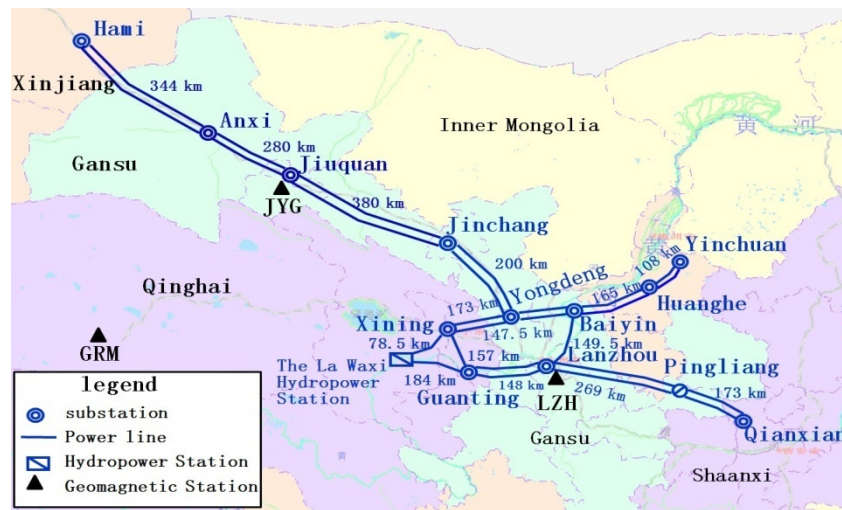 Hami
Xinjiang
344 km
Anxi
Inner Mongolia
黄 河
Gansu
280 km
Jiuquan
JYG
380 km
Jinchang
黄
Yinchuan
200 km
108 km
Qinghai
Yongdeng
165 km
Huanghe
173 km
Xining
147.5 km
Baiyin
GRM
78.5 km
149.5 km
The La Waxi
Hydropower
Station
157 km
Lanzhou
Pingliang
184 km
148 km
269 km
173 km
Guanting
LZH
Qianxian
Gansu
Shaanxi
legend
substation
Power line
Hydropower Station
Geomagnetic Station